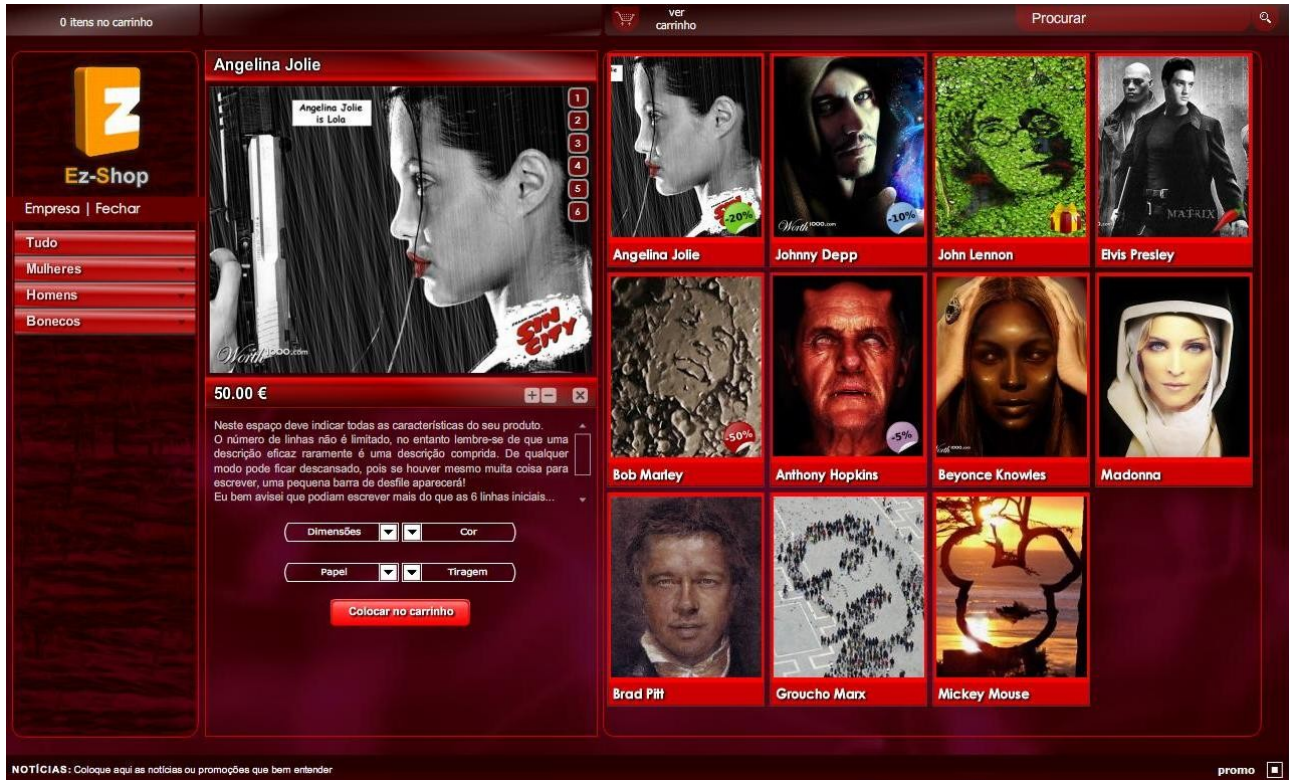 0 itens no carrinho
ver
carrinho
Procurar
Ez-Shop
Empresa | Fechar
Tudo
Mulheres
Homens
Bonecos
Angelina Jolie
Angelina Jolie
is Lola
1
2
3
4
5
6
FRANK MILLER'S
SIN
CITY
Worth1000.com
50.00 €
Neste espaço deve indicar todas as características do seu produto.
O número de linhas não é limitado, no entanto lembre-se de que uma
descrição eficaz raramente é uma descrição comprida. De qualquer
modo pode ficar descansado, pois se houver mesmo muita coisa para
escrever, uma pequena barra de desfile aparecerá!
Eu bem avisei que podiam escrever mais do que as 6 linhas iniciais...
Dimensões
Cor
Papel
Tiragem
Colocar no carrinho
-20%
Angelina Jolie
Worth1000.com
-10%
Johnny Depp
John Lennon
MATRIX
Elvis Presley
-50%
Bob Marley
-5%
Anthony Hopkins
Beyonce Knowles
Madonna
Brad Pitt
Groucho Marx
Mickey Mouse
NOTÍCIAS: Coloque aqui as notícias ou promoções que bem entender
promo